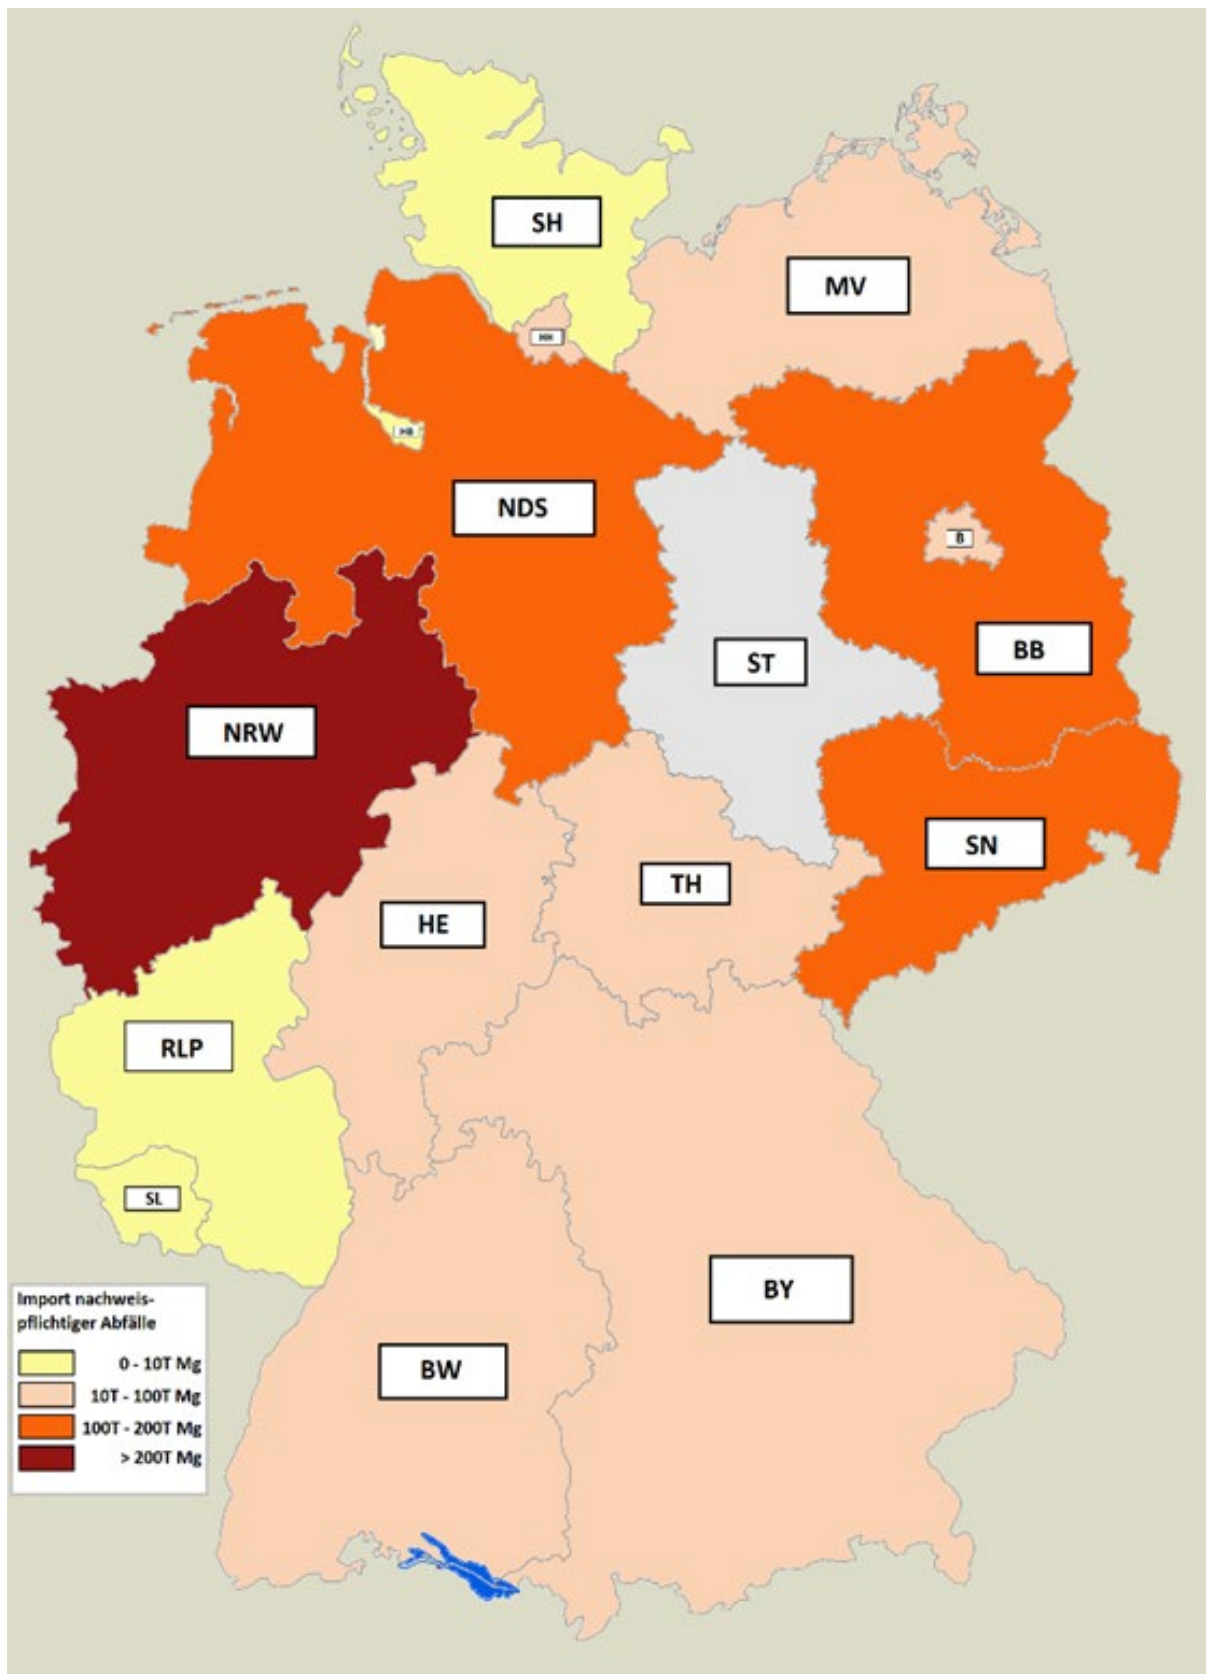 SH
MV
HH
HB
NDS
B
BB
ST
NRW
SN
TH
HE
RLP
SL
BY
BW
Import nachweis-
pflichtiger Abfälle
0 - 10T Mg
10T - 100T Mg
100T - 200T Mg
> 200T Mg